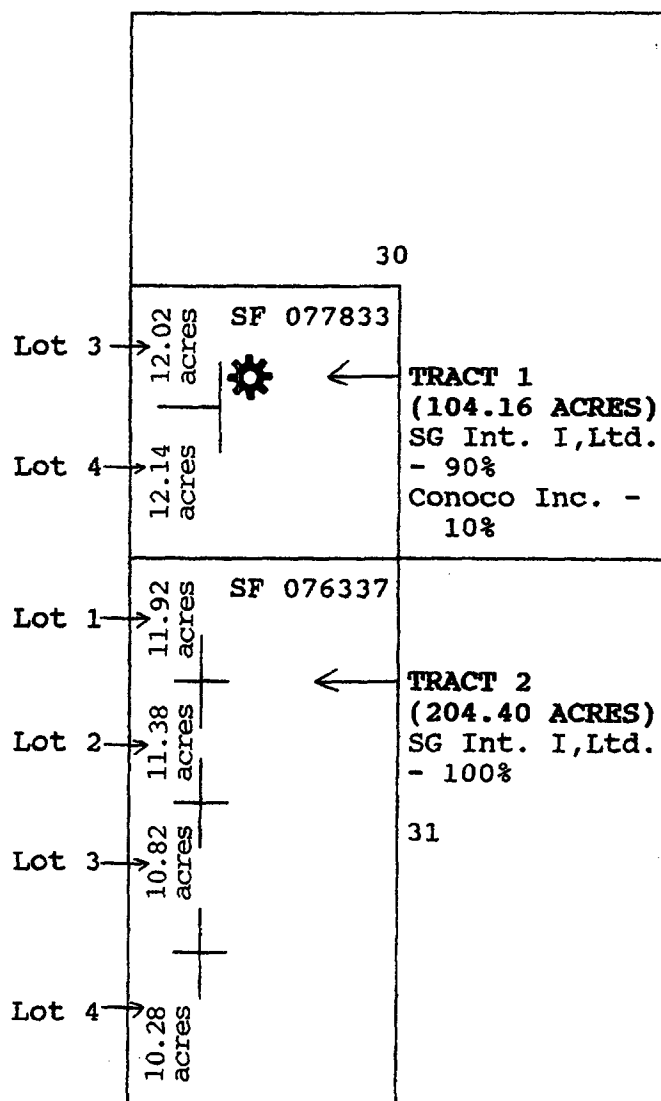 30
SF 077833
Lot 3
12.02
acres
TRACT 1
(104.16 ACRES)
SG Int. I,Ltd.
- 90%
Conoco Inc. -
10%
Lot 4
12.14
acres
SF 076337
Lot 1
11.92
acres
TRACT 2
(204.40 ACRES)
SG Int. I,Ltd.
- 100%
Lot 2
11.38
acres
31
Lot 3
10.82
acres
Lot 4
10.28
acres